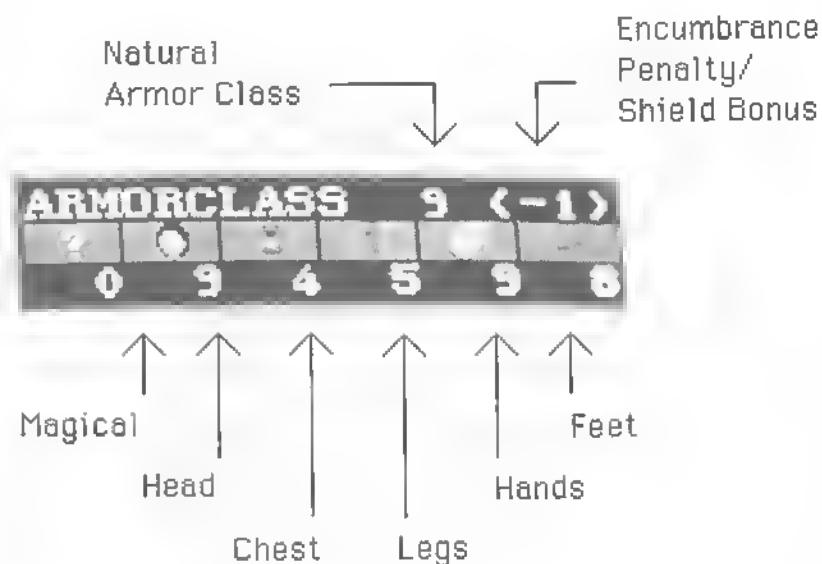 Encumbrance
Natural Penalty/
Armor Class Shield Bonus
ARMORCLASS 9 (-1)
0 9 4 5 9 8
Magical Feet
Head Hands
Chest Legs